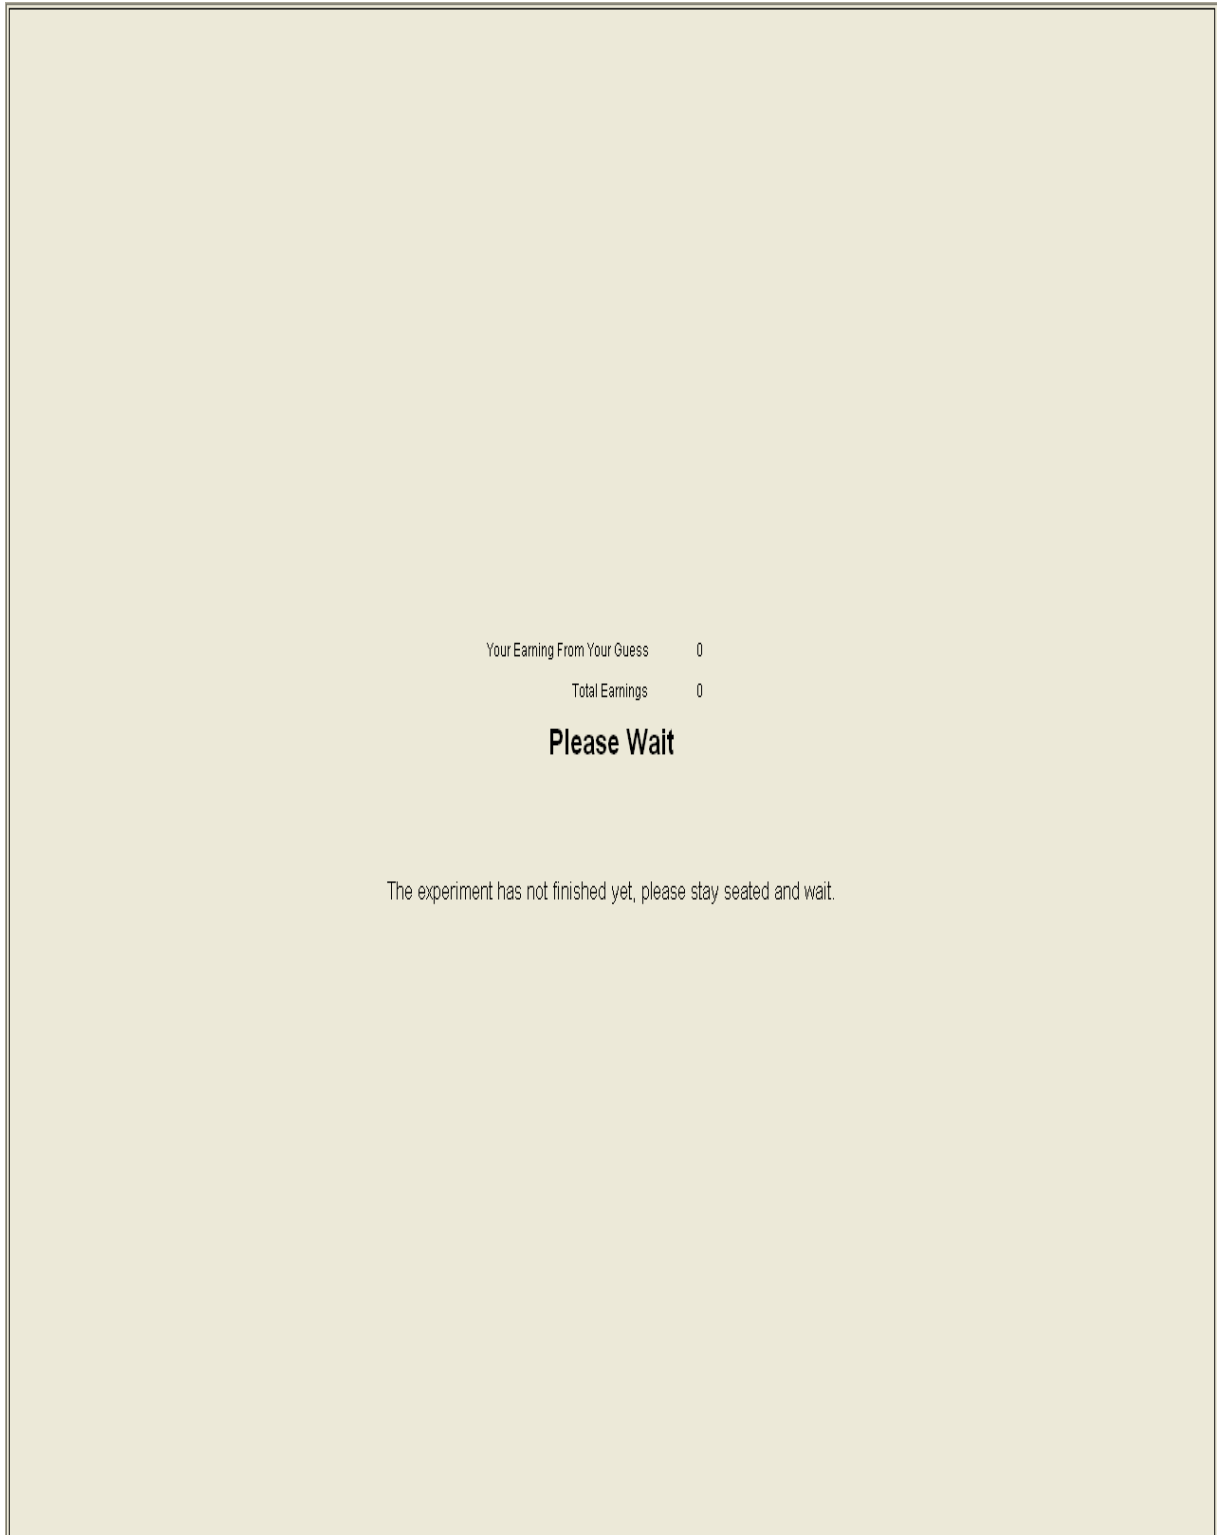 Your Earning From Your Guess 0
Total Earnings 0
Please Wait
The experiment has not finished yet, please stay seated and wait.